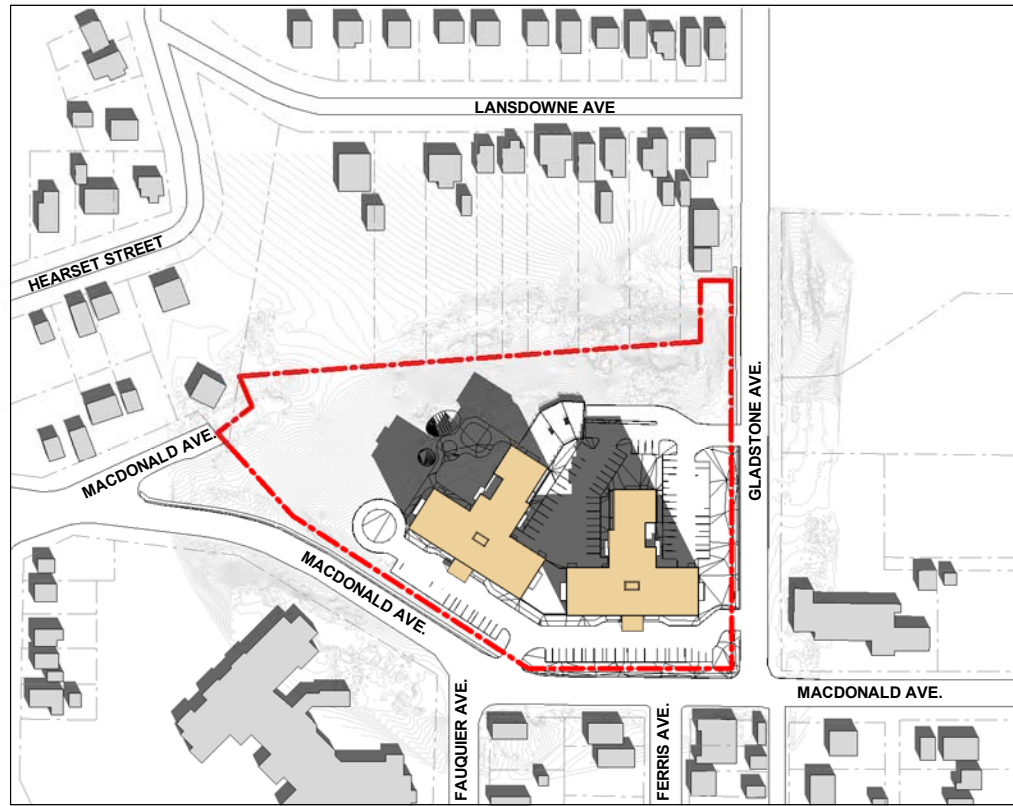 LANSDOWNE AVE
HEARSET STREET
GLADSTONE AVE.
MACDONALD AVE.
MACDONALD AVE.
MACDONALD AVE.
FAUQUIER AVE.
FERRIS AVE.